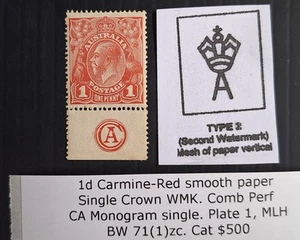 AUSTRALIA
POSTAGE
1 ONE PENNY 1
CA
A
TYPE 2
(Second Watermark)
Mesh of paper vertical
1d Carmine-Red smooth paper
Single Crown WMK. Comb Perf
CA Monogram single. Plate 1, MLH
BW 71(1)zc. Cat $500